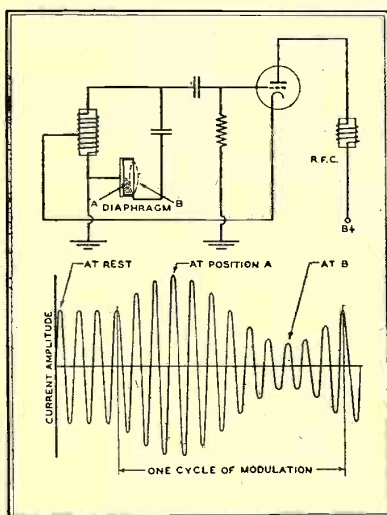 R.F.C.
A
B
DIAPHRAGM
B+
AT REST
AT POSITION A
AT B
CURRENT AMPLITUDE
ONE CYCLE OF MODULATION